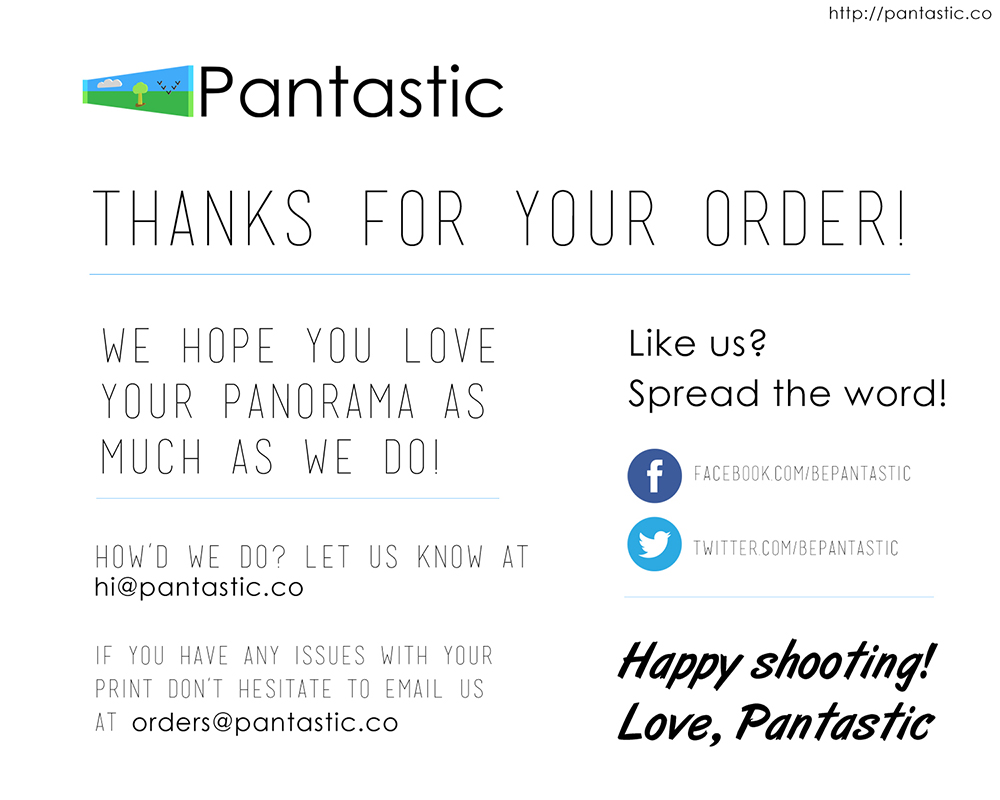 http://pantastic.co
Pantastic
THANKS FOR YOUR ORDER!
WE HOPE YOU LOVE
YOUR PANORAMA AS
MUCH AS WE DO!
HOW'D WE DO? LET US KNOW AT
hi@pantastic.co
IF YOU HAVE ANY ISSUES WITH YOUR
PRINT DON'T HESITATE TO EMAIL US
AT orders@pantastic.co
Like us?
Spread the word!
FACEBOOK.COM/BEPANTASTIC
TWITTER.COM/BEPANTASTIC
Happy shooting!
Love, Pantastic